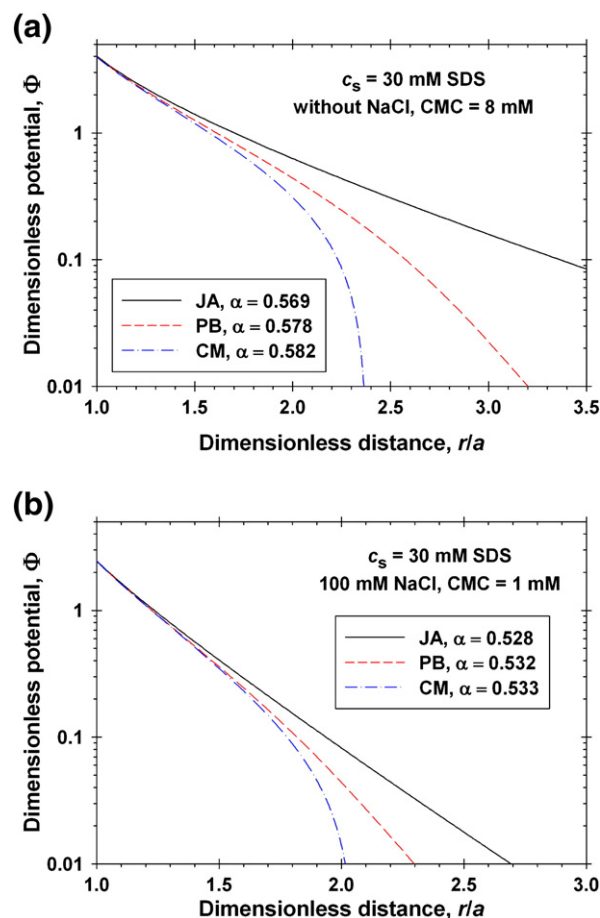 (a)
c_s = 30 mM SDS
without NaCl, CMC = 8 mM
Dimensionless potential, Φ
1
0.1
0.01
JA, α = 0.569
PB, α = 0.578
CM, α = 0.582
1.0 1.5 2.0 2.5 3.0 3.5
Dimensionless distance, r/a
(b)
c_s = 30 mM SDS
100 mM NaCl, CMC = 1 mM
Dimensionless potential, Φ
1
0.1
0.01
JA, α = 0.528
PB, α = 0.532
CM, α = 0.533
1.0 1.5 2.0 2.5 3.0
Dimensionless distance, r/a